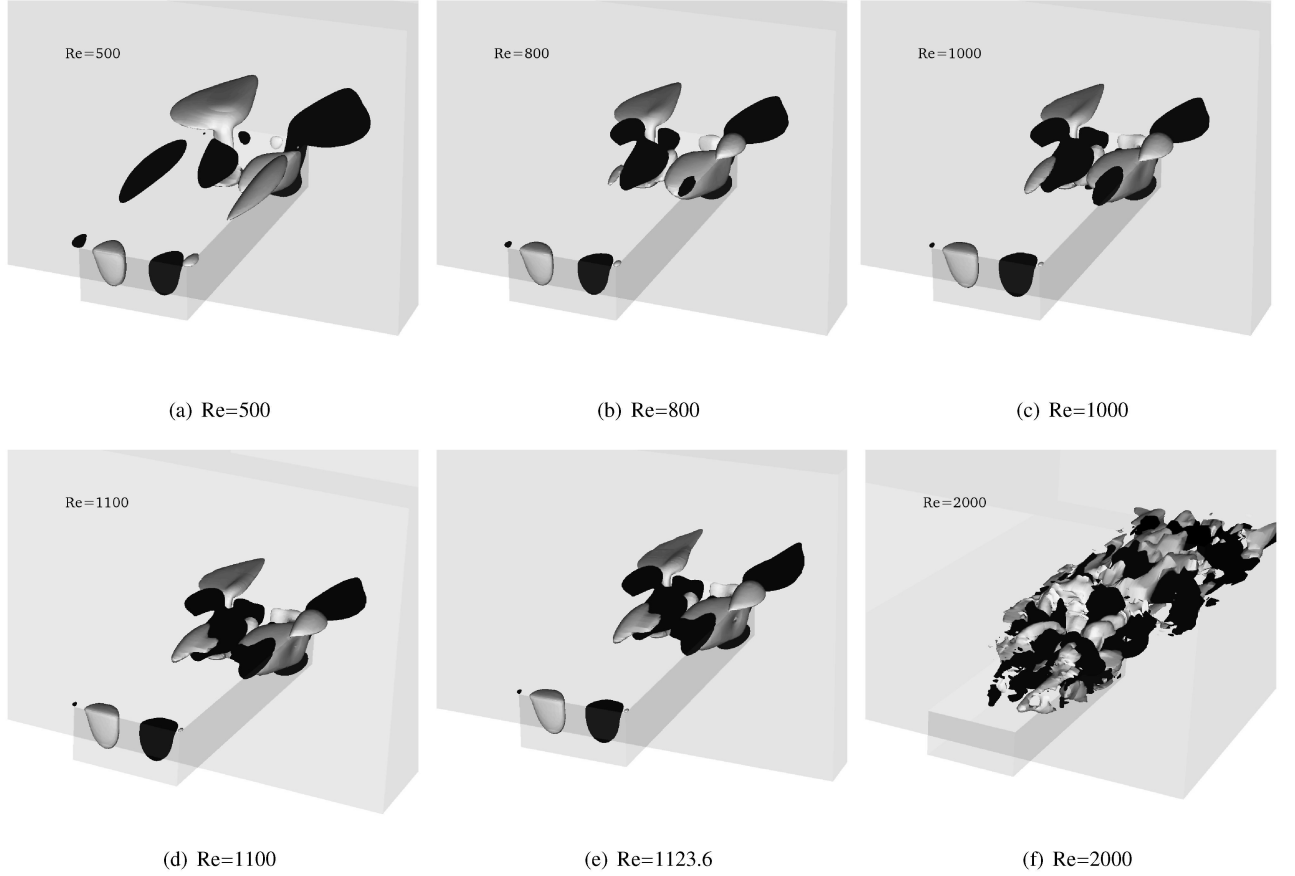 Re=500
Re=800
Re=1000
(a) Re=500
(b) Re=800
(c) Re=1000
Re=1100
Re=2000
(d) Re=1100
(e) Re=1123.6
(f) Re=2000